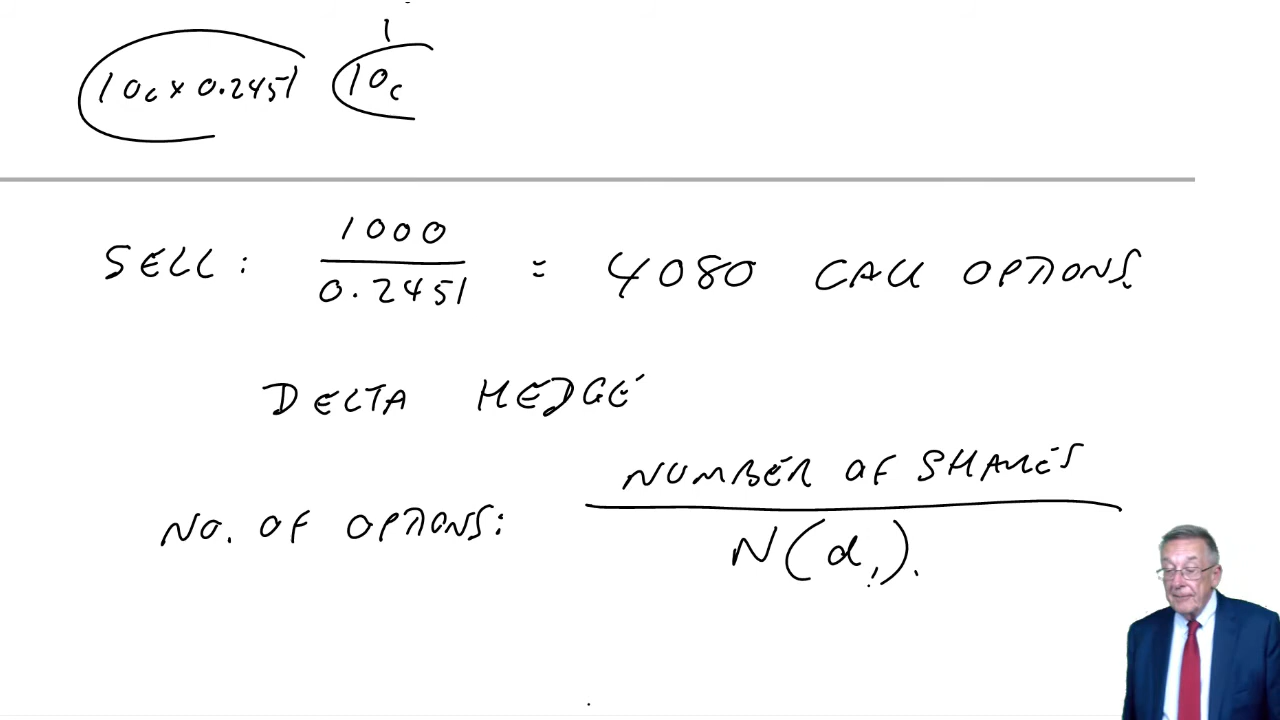 1
10c x 0.2451 10c
SELL: 1000 / 0.2451 = 4080 CALL OPTIONS
DELTA HEDGE
NO. OF OPTIONS: NUMBER OF SHARES / N(d₁).